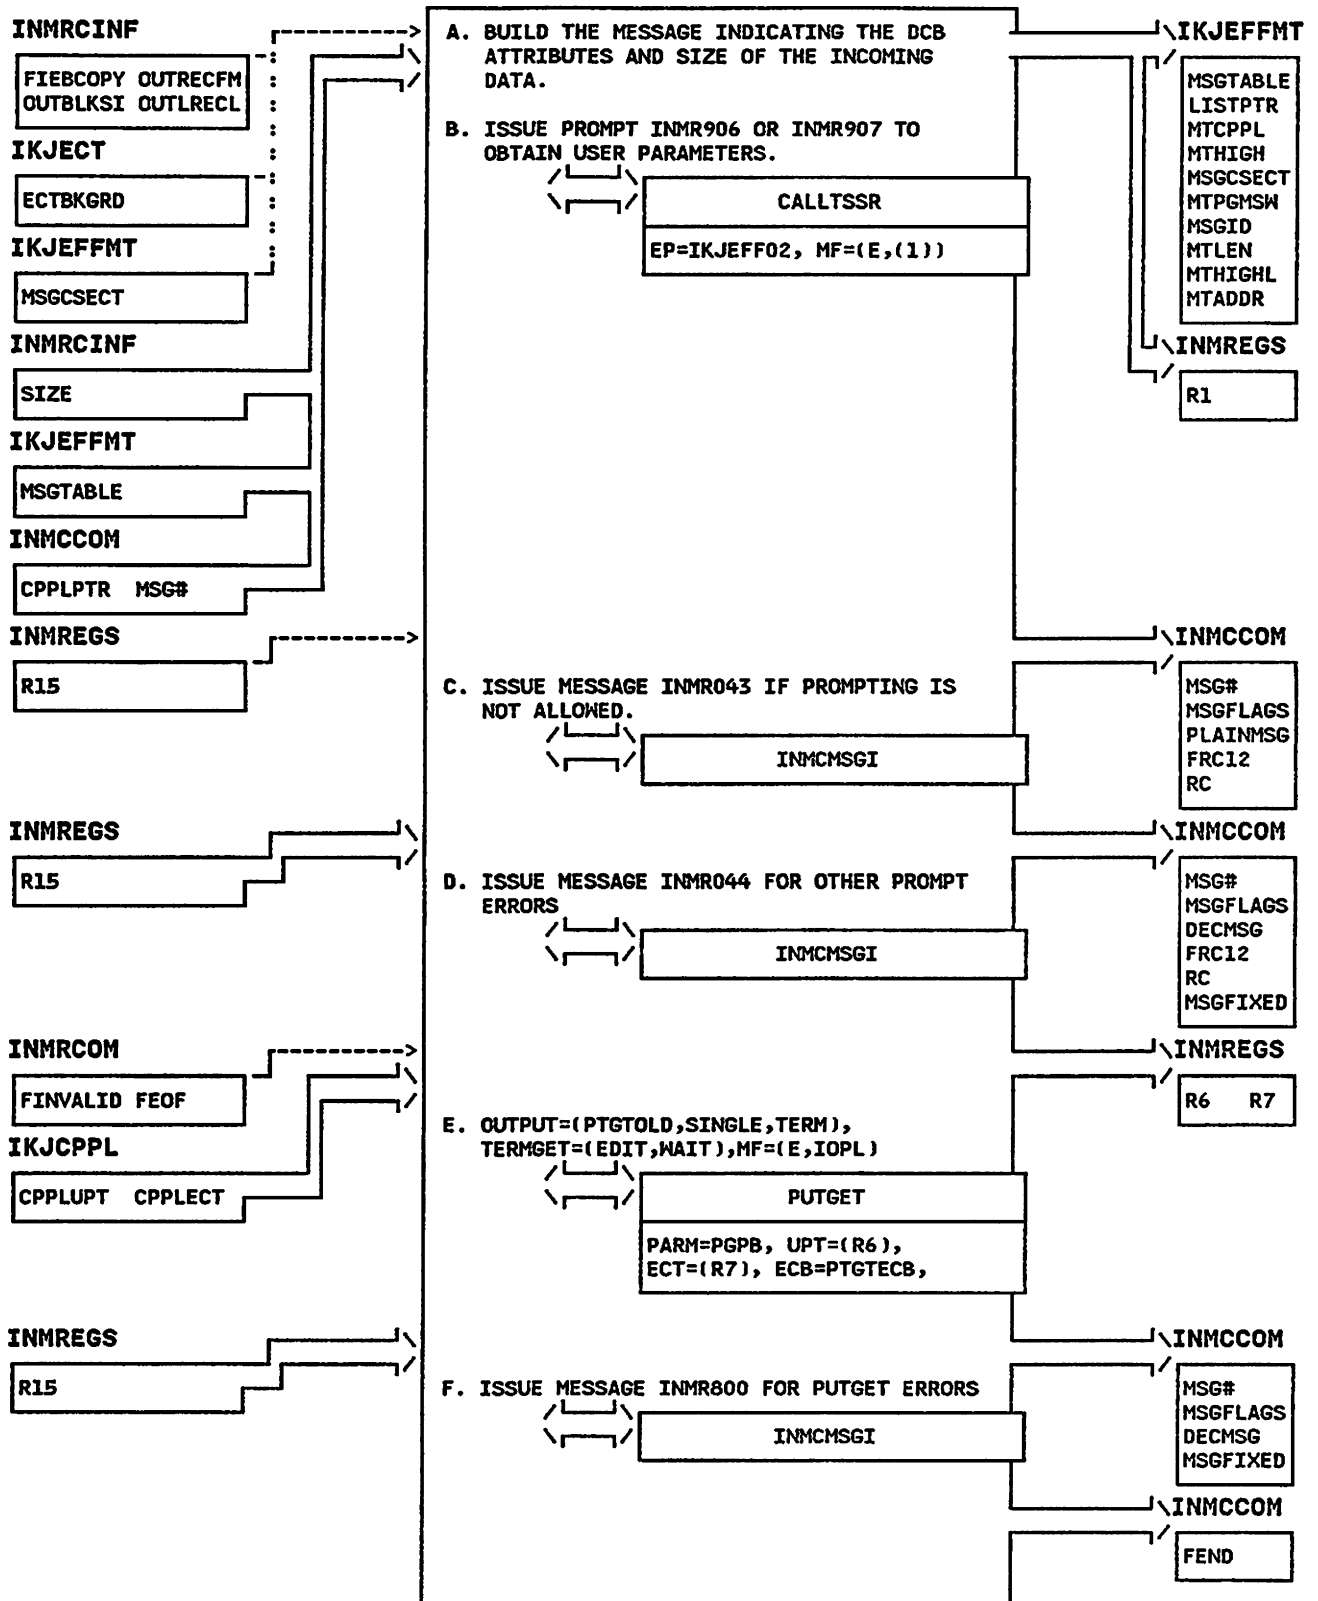 INMRCINF
FIEBCOPY OUTRECFM
OUTBLKSI OUTLRECL
IKJECT
ECTBKGRD
IKJEFFMT
MSGCSECT
INMRCINF
SIZE
IKJEFFMT
MSGTABLE
INMCCOM
CPPLPTR MSG#
INMREGS
R15
INMREGS
R15
INMRCOM
FINVALID FEOF
IKJCPPL
CPPLUPT CPPLECT
INMREGS
R15
A. BUILD THE MESSAGE INDICATING THE DCB
ATTRIBUTES AND SIZE OF THE INCOMING
DATA.
B. ISSUE PROMPT INMR906 OR INMR907 TO
OBTAIN USER PARAMETERS.
CALLTSSR
EP=IKJEFF02, MF=(E,(1))
C. ISSUE MESSAGE INMR043 IF PROMPTING IS
NOT ALLOWED.
INMCMSGI
D. ISSUE MESSAGE INMR044 FOR OTHER PROMPT
ERRORS
INMCMSGI
E. OUTPUT=(PTGTOLD,SINGLE,TERM),
TERMGET=(EDIT,WAIT),MF=(E,IOPL)
PUTGET
PARM=PGPB, UPT=(R6),
ECT=(R7), ECB=PTGTECB,
F. ISSUE MESSAGE INMR800 FOR PUTGET ERRORS
INMCMSGI
IKJEFFMT
MSGTABLE
LISTPTR
MTCPPL
MTHIGH
MSGCSECT
MTPGMSW
MSGID
MTLEN
MTHIGHL
MTADDR
INMREGS
R1
INMCCOM
MSG#
MSGFLAGS
PLAINMSG
FRC12
RC
INMCCOM
MSG#
MSGFLAGS
DECMSG
FRC12
RC
MSGFIXED
INMREGS
R6 R7
INMCCOM
MSG#
MSGFLAGS
DECMSG
MSGFIXED
INMCCOM
FEND